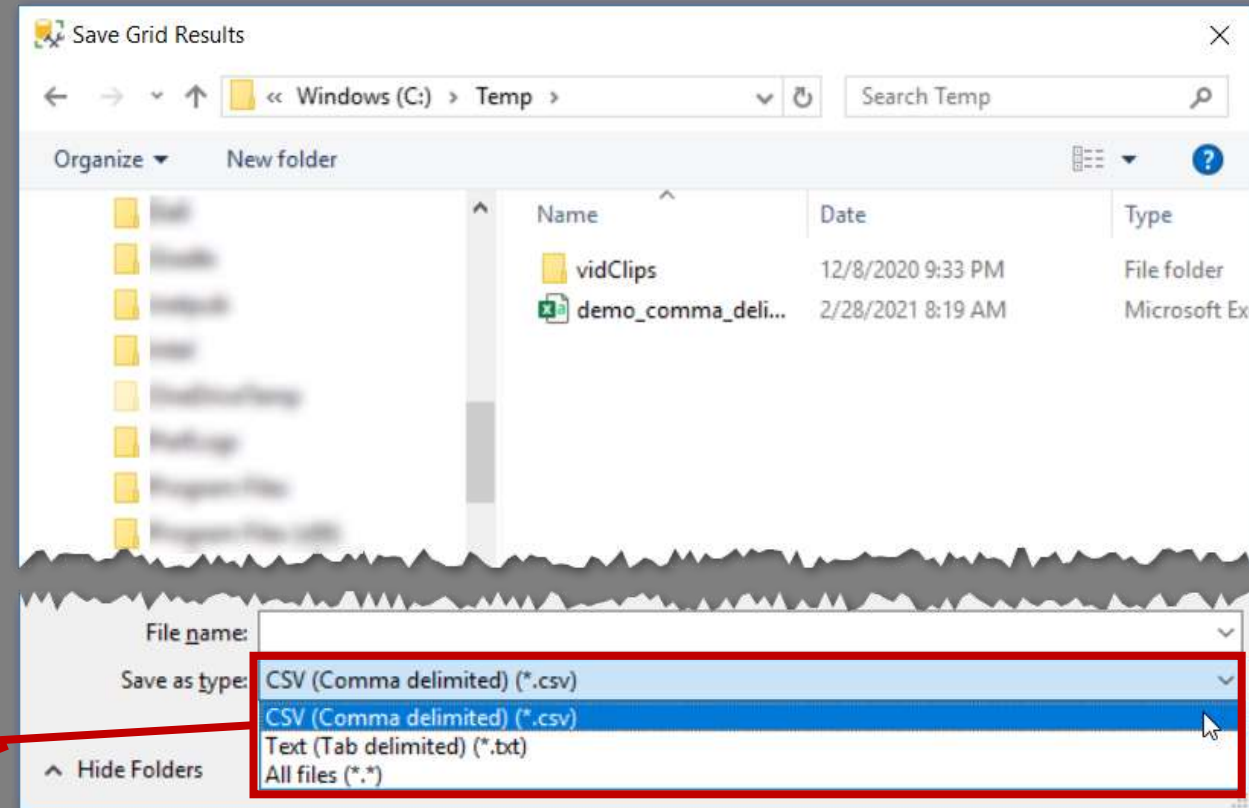 Save Grid Results
« Windows (C:) › Temp ›
Search Temp
Organize
New folder
Name
Date
Type
vidClips
12/8/2020 9:33 PM
File folder
demo_comma_deli...
2/28/2021 8:19 AM
Microsoft Ex
File name:
Save as type: CSV (Comma delimited) (*.csv)
CSV (Comma delimited) (*.csv)
Text (Tab delimited) (*.txt)
All files (*.*)
Hide Folders